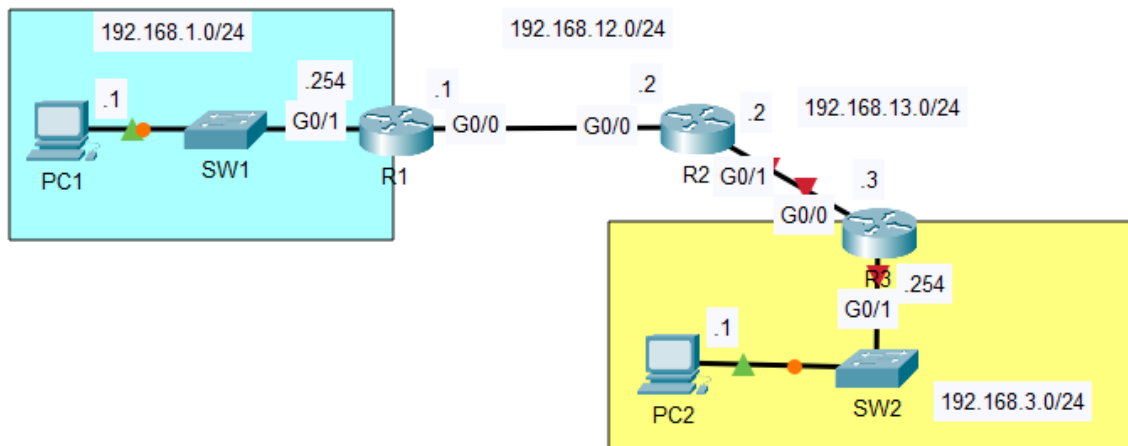 192.168.1.0/24
192.168.12.0/24
.1
.254
.1
.2
.2
192.168.13.0/24
G0/1
G0/0
G0/0
PC1
SW1
R1
R2
G0/1
.3
G0/0
R3
.254
G0/1
.1
PC2
SW2
192.168.3.0/24